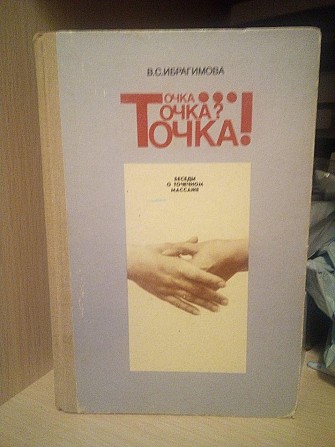 В.С.ИБРАГИМОВА
ТОЧКА...
ТОЧКА?
ТОЧКА!
БЕСЕДЫ
О ТОЧЕЧНОМ
МАССАЖЕ